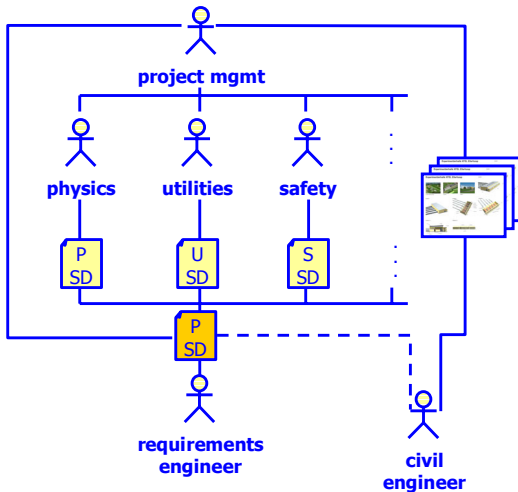 project mgmt
physics
utilities
safety
P
SD
U
SD
S
SD
P
SD
requirements
engineer
civil
engineer